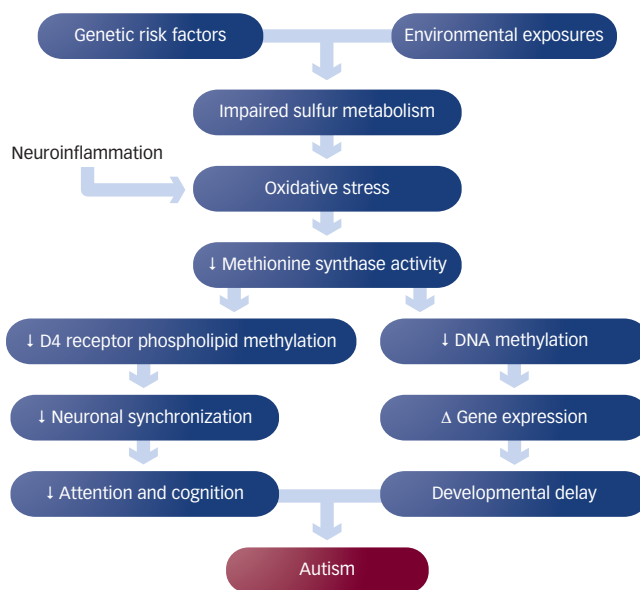 Genetic risk factors
Environmental exposures
Impaired sulfur metabolism
Neuroinflammation
Oxidative stress
↓ Methionine synthase activity
↓ D4 receptor phospholipid methylation
↓ DNA methylation
↓ Neuronal synchronization
Δ Gene expression
↓ Attention and cognition
Developmental delay
Autism